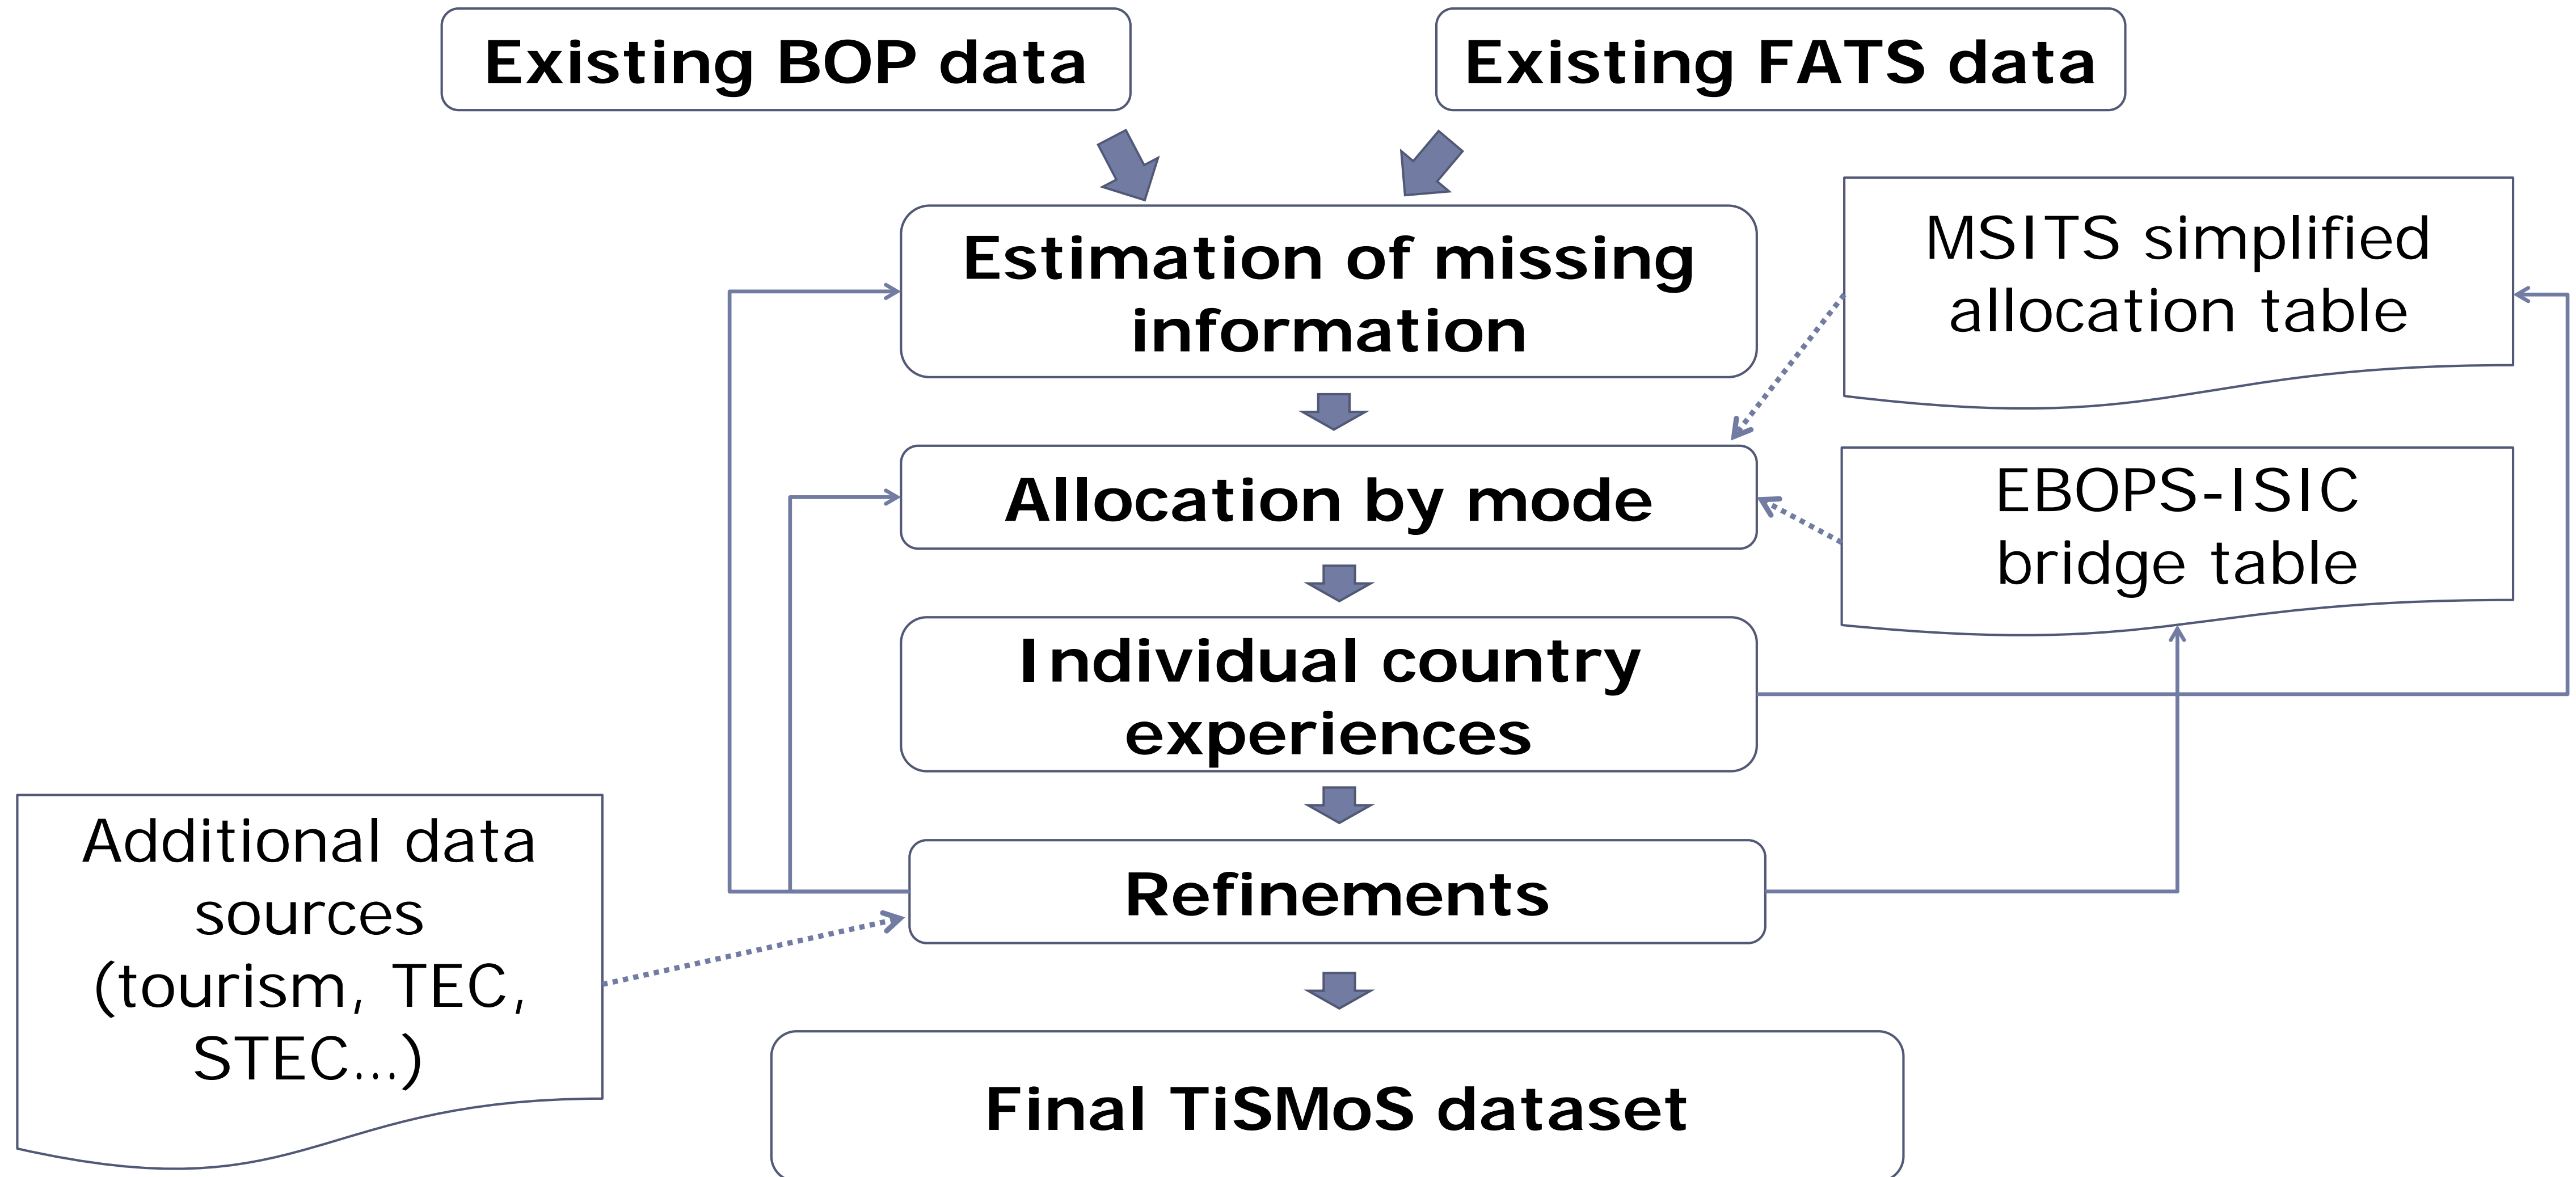 Existing BOP data
Existing FATS data
Estimation of missing
information
MSITS simplified
allocation table
Allocation by mode
EBOPS-ISIC
bridge table
Individual country
experiences
Additional data
sources
(tourism, TEC,
STEC...)
Refinements
Final TiSMoS dataset